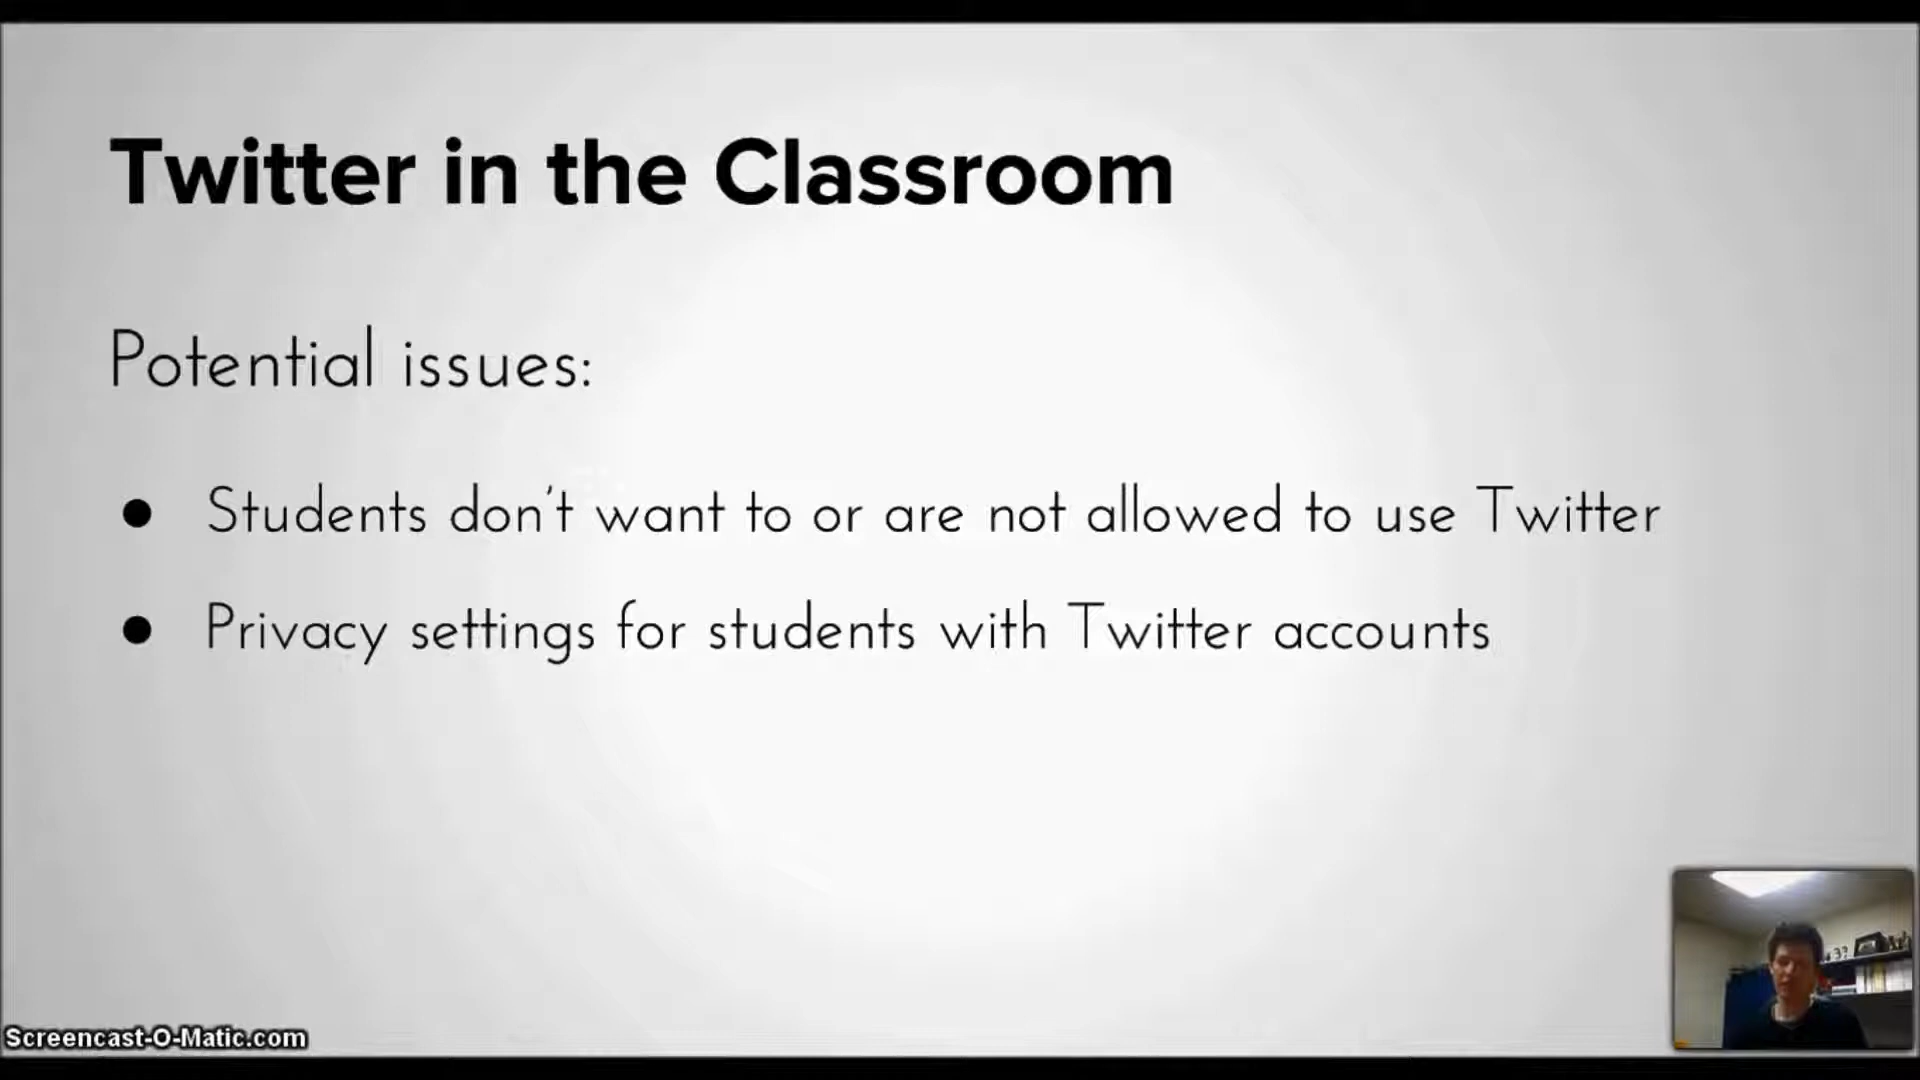 Twitter in the Classroom
Potential issues:
● Students don't want to or are not allowed to use Twitter
● Privacy settings for students with Twitter accounts
Screencast-O-Matic.com